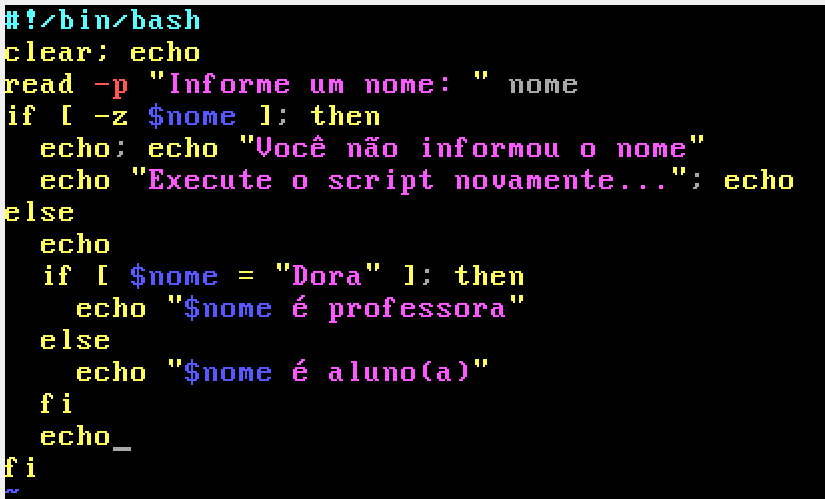 #!/bin/bash
clear; echo
read -p "Informe um nome: " nome
if [ -z $nome ]; then
  echo; echo "Você não informou o nome"
  echo "Execute o script novamente..."; echo
else
  echo
  if [ $nome = "Dora" ]; then
    echo "$nome é professora"
  else
    echo "$nome é aluno(a)"
  fi
  echo_
fi
~